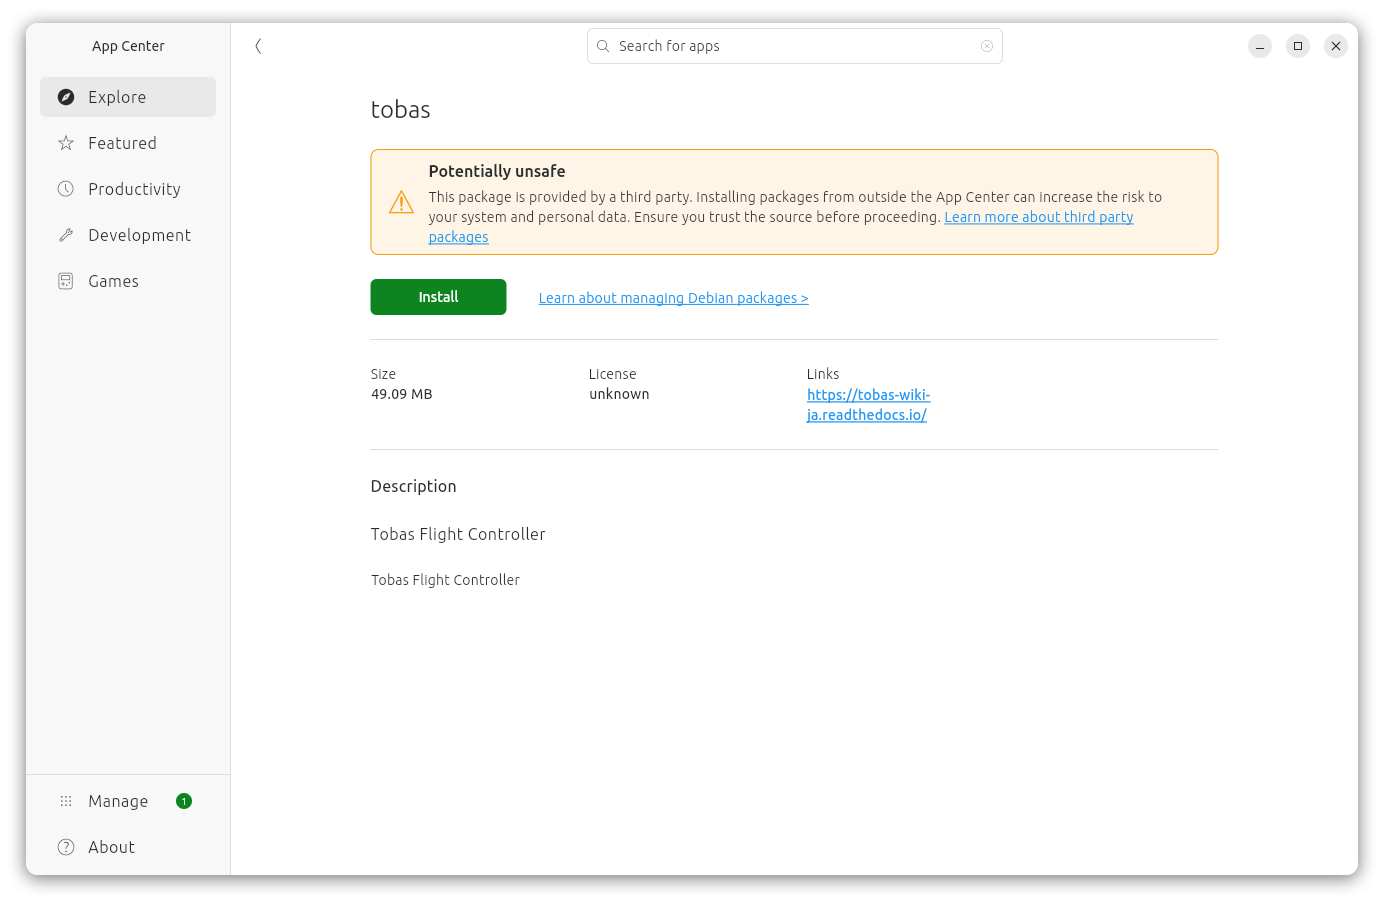 App Center
Search for apps
Explore
Featured
Productivity
Development
Games
Manage 1
About
tobas
Potentially unsafe
This package is provided by a third party. Installing packages from outside the App Center can increase the risk to
your system and personal data. Ensure you trust the source before proceeding. Learn more about third party
packages
Install
Learn about managing Debian packages >
Size
49.09 MB
License
unknown
Links
https://tobas-wiki-
ja.readthedocs.io/
Description
Tobas Flight Controller
Tobas Flight Controller